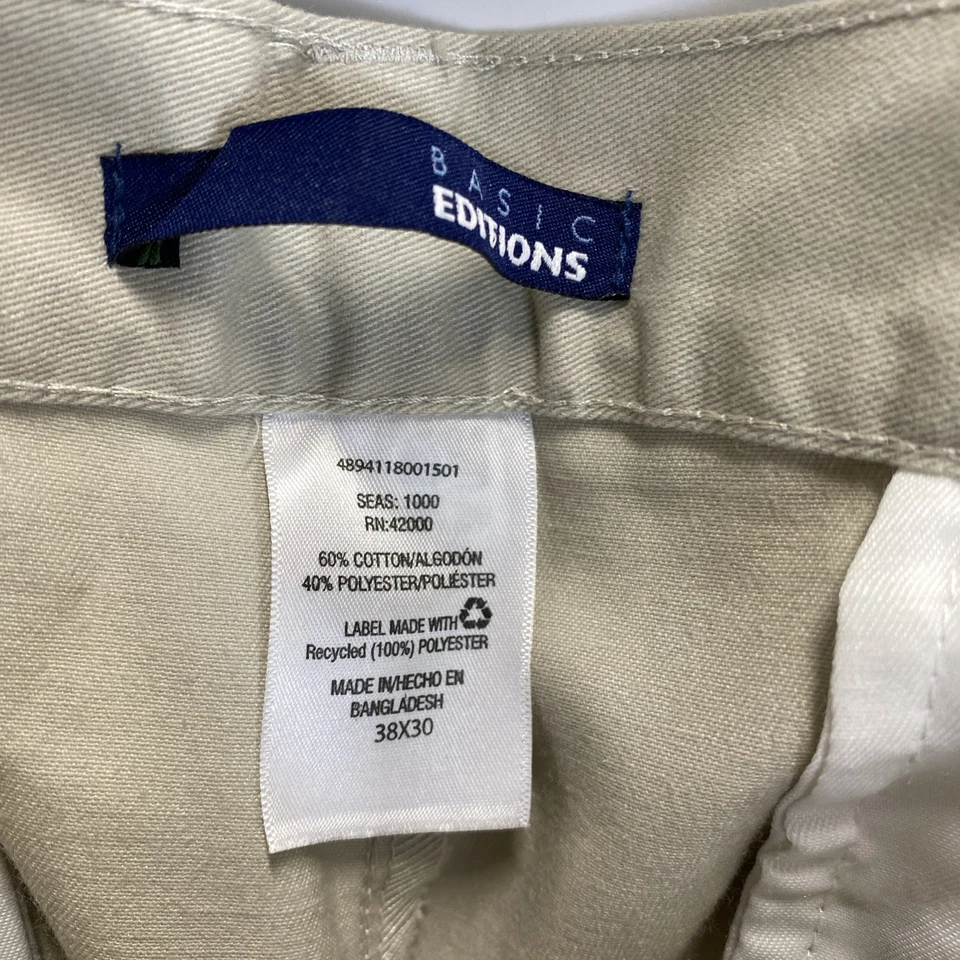 BASIC
EDITIONS
4894118001501
SEAS: 1000
RN:42000
60% COTTON/ALGODÓN
40% POLYESTER/POLIÉSTER
LABEL MADE WITH
Recycled (100%) POLYESTER
MADE IN/HECHO EN
BANGLADESH
38X30